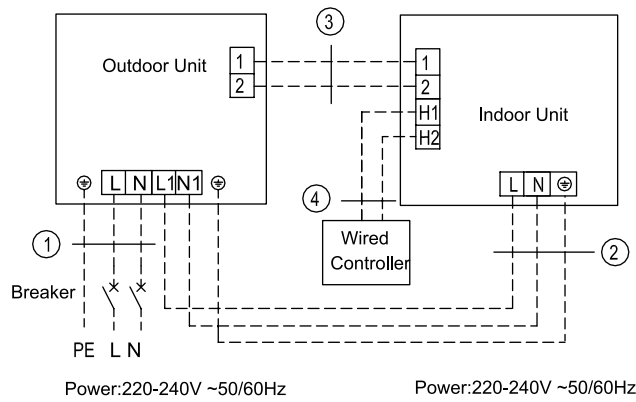 3
Outdoor Unit
1
2
1
2
H1
H2
Indoor Unit
L N L1 N1
L N
4
1
Wired
Controller
2
Breaker
PE L N
Power:220-240V ~50/60Hz
Power:220-240V ~50/60Hz